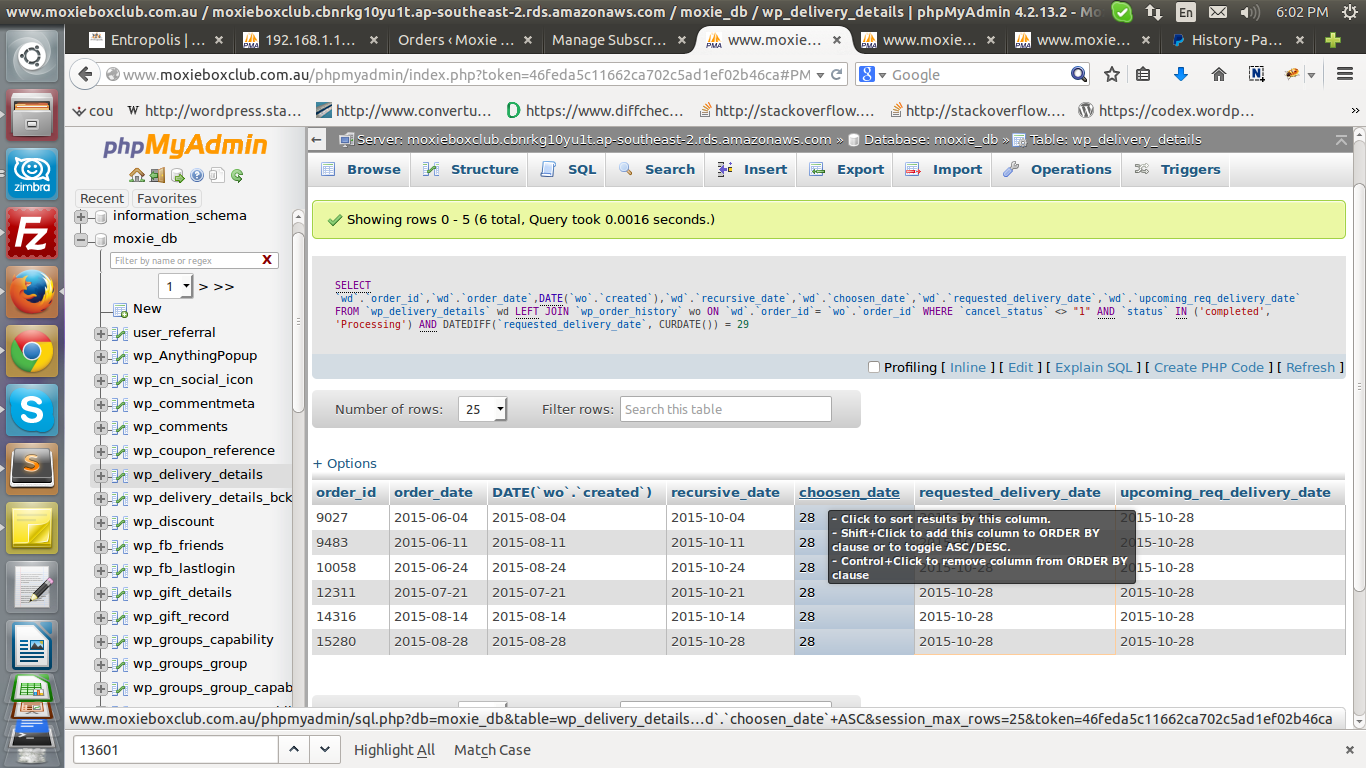 www.moxieboxclub.com.au / moxieboxclub.cbnrkg10yu1t.ap-southeast-2.rds.amazonaws.com / moxie_db / wp_delivery_details | phpMyAdmin 4.2.13.2 - Mo
En
6:02 PM
Entropolis | ...
192.168.1.1...
Orders ‹ Moxie ...
Manage Subscr...
www.moxie...
www.moxie...
www.moxie...
History - Pa...
www.moxieboxclub.com.au/phpmyadmin/index.php?token=46feda5c11662ca702c5ad1ef02b46ca#PM
Google
cou
http://wordpress.sta...
http://www.convertu...
https://www.diffchec...
http://stackoverflow....
http://stackoverflow....
https://codex.wordp...
»
phpMyAdmin
Recent
Favorites
information_schema
moxie_db
Filter by name or regex
X
1
> >>
New
user_referral
wp_AnythingPopup
wp_cn_social_icon
wp_commentmeta
wp_comments
wp_coupon_reference
wp_delivery_details
wp_delivery_details_bck
wp_discount
wp_fb_friends
wp_fb_lastlogin
wp_gift_details
wp_gift_record
wp_groups_capability
wp_groups_group
wp_groups_group_capab
zimbra
Server: moxieboxclub.cbnrkg10yu1t.ap-southeast-2.rds.amazonaws.com » Database: moxie_db » Table: wp_delivery_details
Browse
Structure
SQL
Search
Insert
Export
Import
Operations
Triggers
Showing rows 0 - 5 (6 total, Query took 0.0016 seconds.)
SELECT
`wd`.`order_id`,`wd`.`order_date`,DATE(`wo`.`created`),`wd`.`recursive_date`,`wd`.`choosen_date`,`wd`.`requested_delivery_date`,`wd`.`upcoming_req_delivery_date`
FROM `wp_delivery_details` wd LEFT JOIN `wp_order_history` wo ON `wd`.`order_id`= `wo`.`order_id` WHERE `cancel_status` <> "1" AND `status` IN ('completed',
'Processing') AND DATEDIFF(`requested_delivery_date`, CURDATE()) = 29
Profiling [ Inline ] [ Edit ] [ Explain SQL ] [ Create PHP Code ] [ Refresh ]
Number of rows: 25 Filter rows: Search this table
+ Options
order_id order_date DATE(`wo`.`created`) recursive_date choosen_date requested_delivery_date upcoming_req_delivery_date
9027 2015-06-04 2015-08-04 2015-10-04 28 2015-10-28
9483 2015-06-11 2015-08-11 2015-10-11 28 2015-10-28
10058 2015-06-24 2015-08-24 2015-10-24 28 2015-10-28 2015-10-28
12311 2015-07-21 2015-07-21 2015-10-21 28 2015-10-28 2015-10-28
14316 2015-08-14 2015-08-14 2015-10-14 28 2015-10-28 2015-10-28
15280 2015-08-28 2015-08-28 2015-10-28 28 2015-10-28 2015-10-28
- Click to sort results by this column.
- Shift+Click to add this column to ORDER BY
clause or to toggle ASC/DESC.
- Control+Click to remove column from ORDER BY
clause
www.moxieboxclub.com.au/phpmyadmin/sql.php?db=moxie_db&table=wp_delivery_details...d`.`choosen_date`+ASC&session_max_rows=25&token=46feda5c11662ca702c5ad1ef02b46ca
13601
Highlight All
Match Case